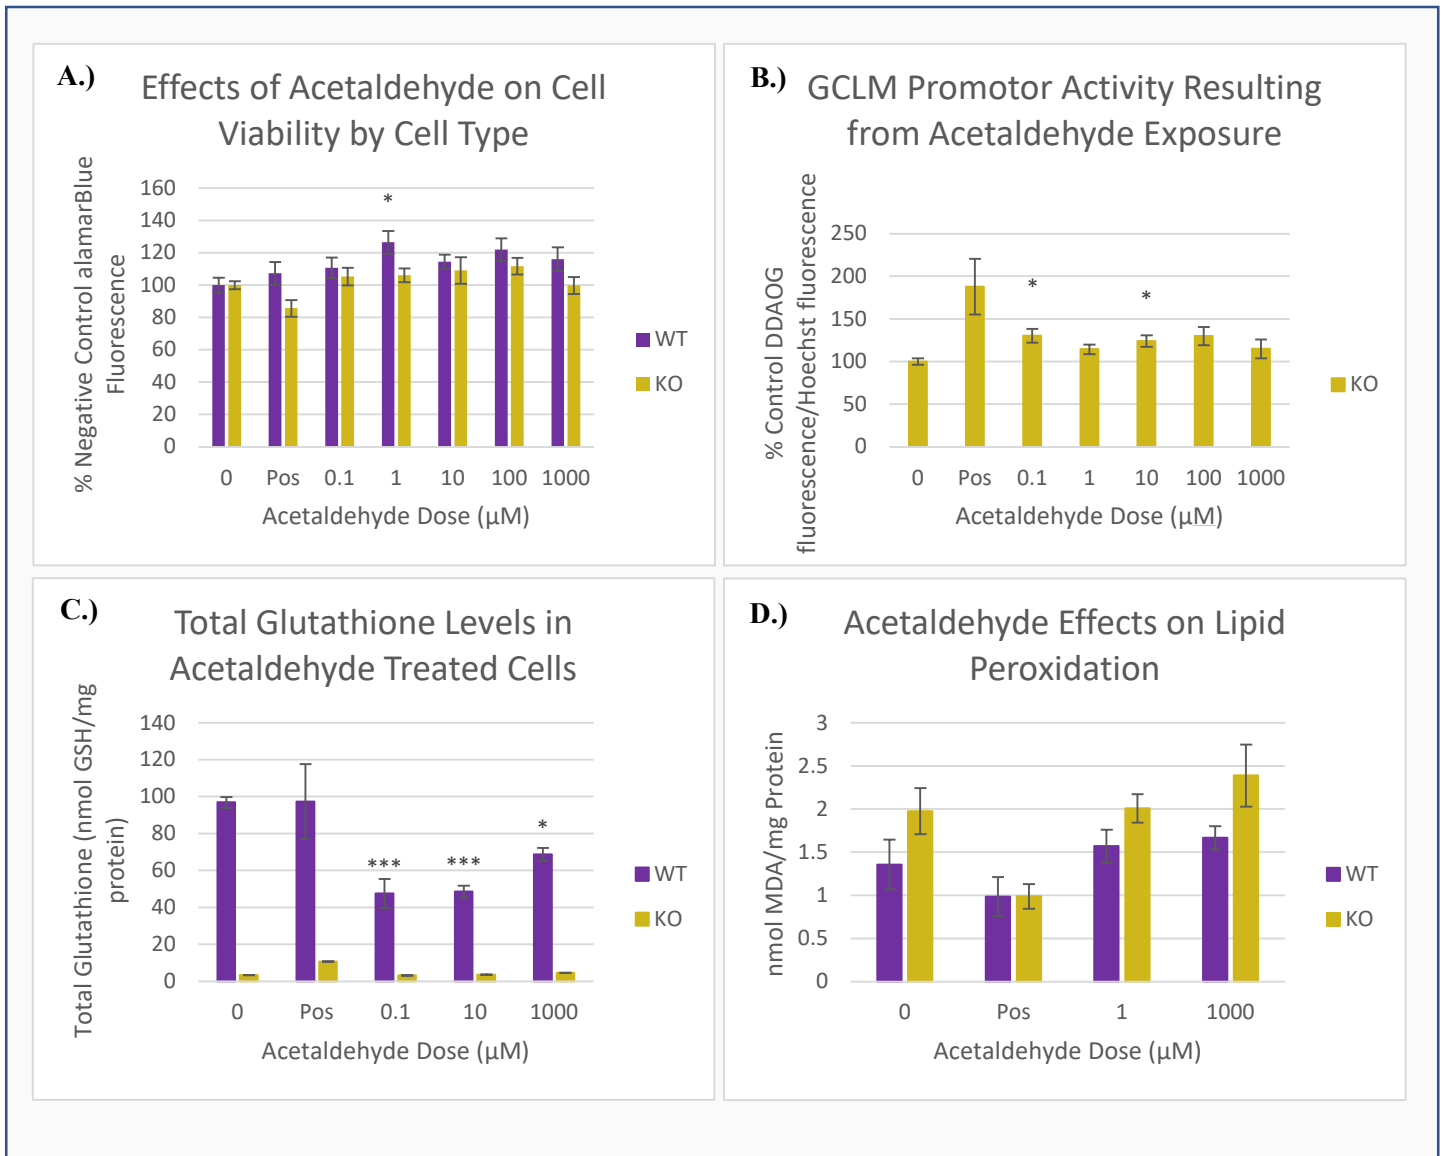 A.)
Effects of Acetaldehyde on Cell
Viability by Cell Type
% Negative Control alamarBlue
Fluorescence
160
140
120
100
80
60
40
20
0
*
0 Pos 0.1 1 10 100 1000
Acetaldehyde Dose (μM)
WT
KO
B.)
GCLM Promotor Activity Resulting
from Acetaldehyde Exposure
% Control DDAOG
fluorescence/Hoechst fluorescence
250
200
150
100
50
0
* *
0 Pos 0.1 1 10 100 1000
Acetaldehyde Dose (μM)
KO
C.)
Total Glutathione Levels in
Acetaldehyde Treated Cells
Total Glutathione (nmol GSH/mg
protein)
140
120
100
80
60
40
20
0
*** *** *
0 Pos 0.1 10 1000
Acetaldehyde Dose (μM)
WT
KO
D.)
Acetaldehyde Effects on Lipid
Peroxidation
nmol MDA/mg Protein
3
2.5
2
1.5
1
0.5
0
0 Pos 1 1000
Acetaldehyde Dose (μM)
WT
KO